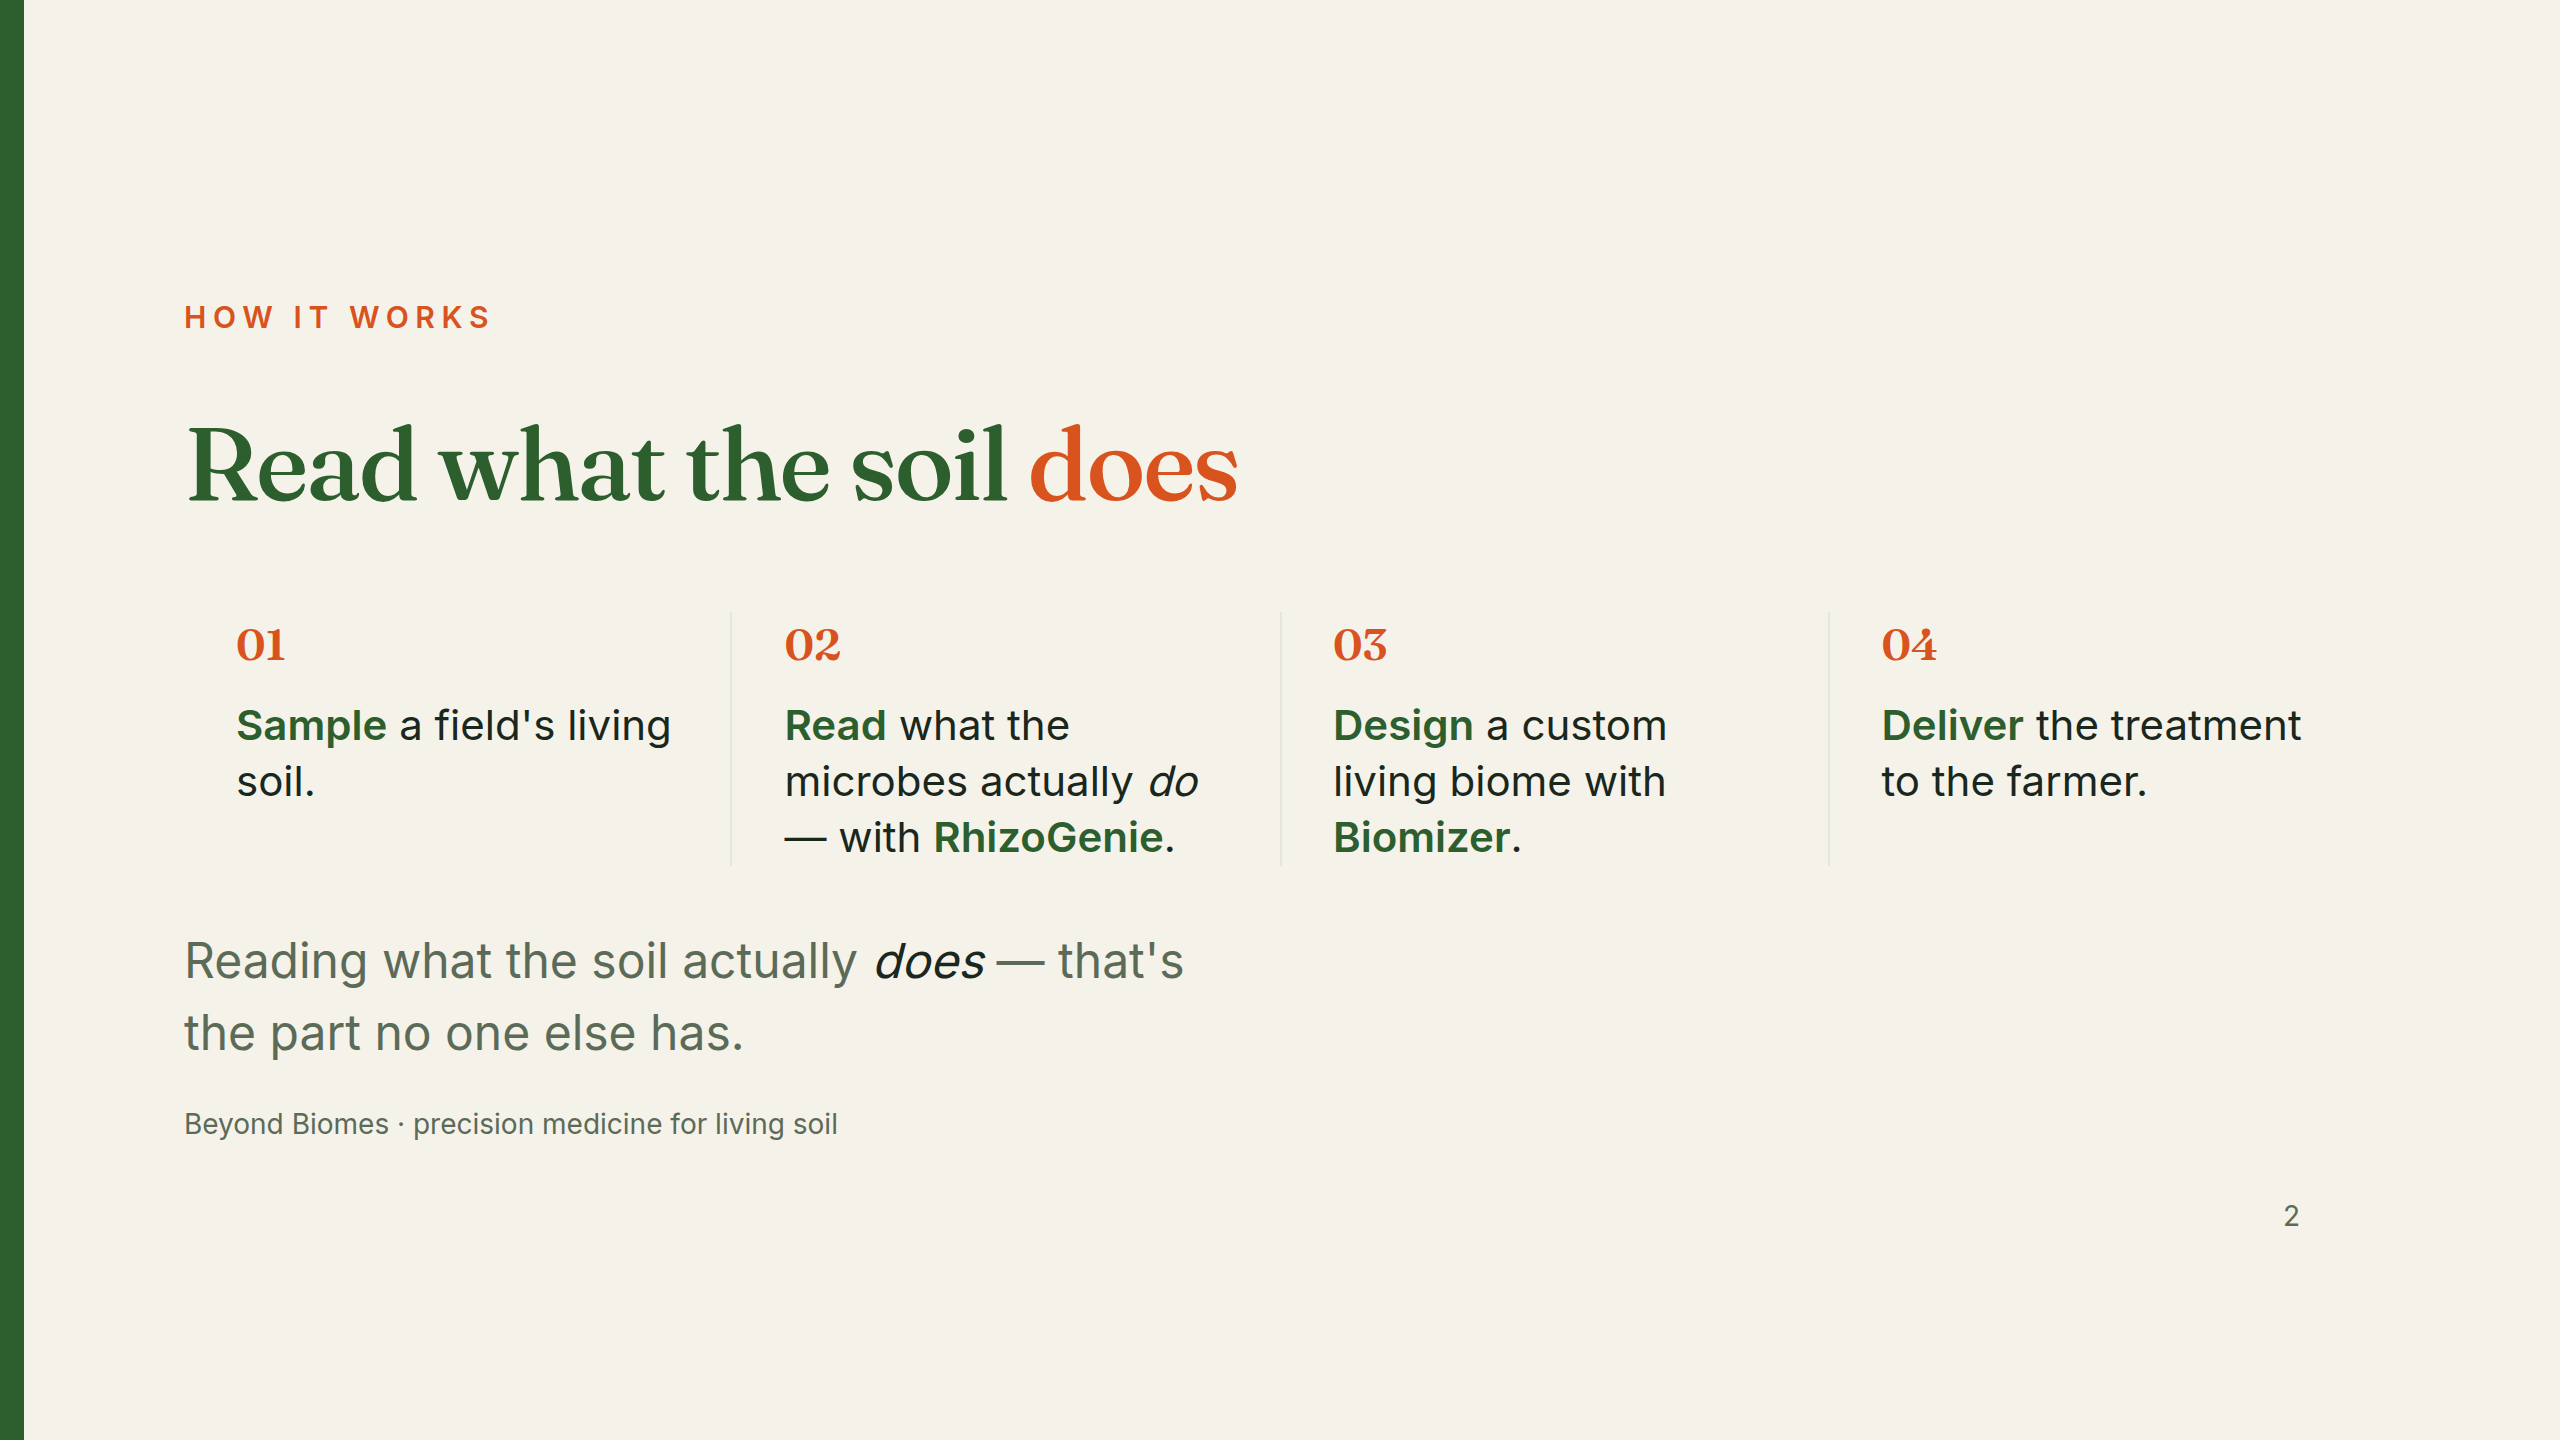 HOW IT WORKS
Read what the soil does
01
Sample a field's living
soil.
02
Read what the
microbes actually do
— with RhizoGenie.
03
Design a custom
living biome with
Biomizer.
04
Deliver the treatment
to the farmer.
Reading what the soil actually does — that's
the part no one else has.
Beyond Biomes · precision medicine for living soil
2